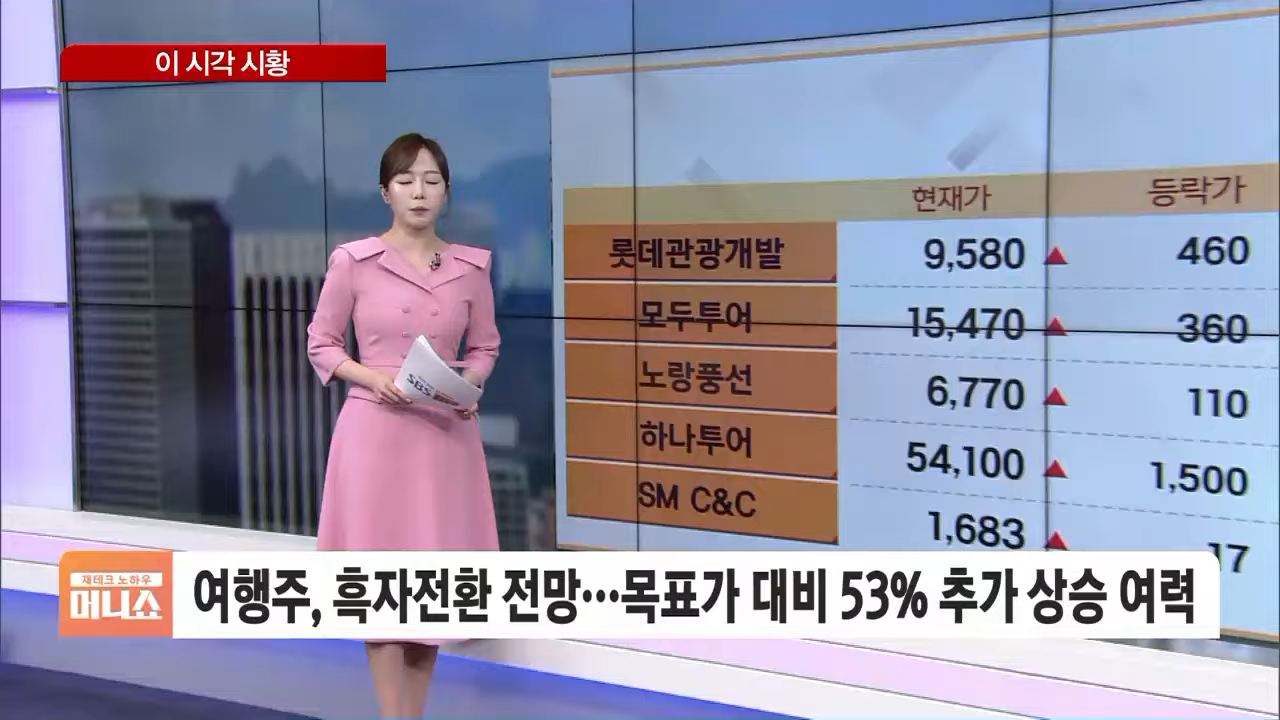 이 시각 시황
현재가 등락가
롯데관광개발 9,580 ▲ 460
모두투어 15,470 ▲ 360
노랑풍선 6,770 ▲ 110
하나투어 54,100 ▲ 1,500
SM C&C 1,683 ▲ 17
SBS
재테크 노하우
머니쇼
여행주, 흑자전환 전망…목표가 대비 53% 추가 상승 여력